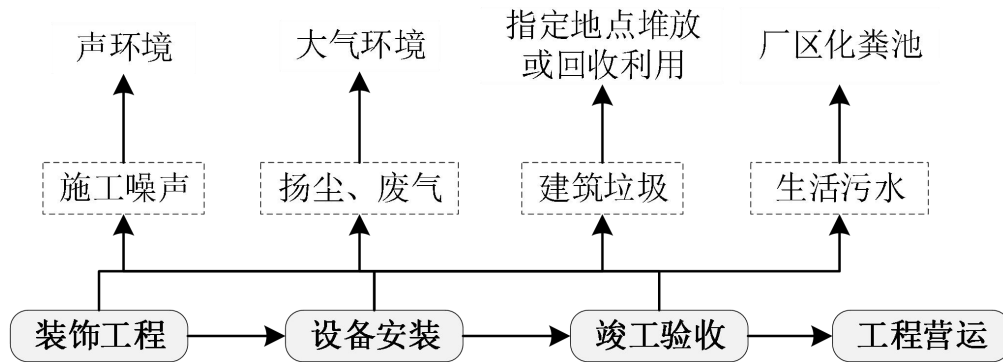 声环境
大气环境
指定地点堆放
或回收利用
厂区化粪池
施工噪声
扬尘、废气
建筑垃圾
生活污水
装饰工程
设备安装
竣工验收
工程营运